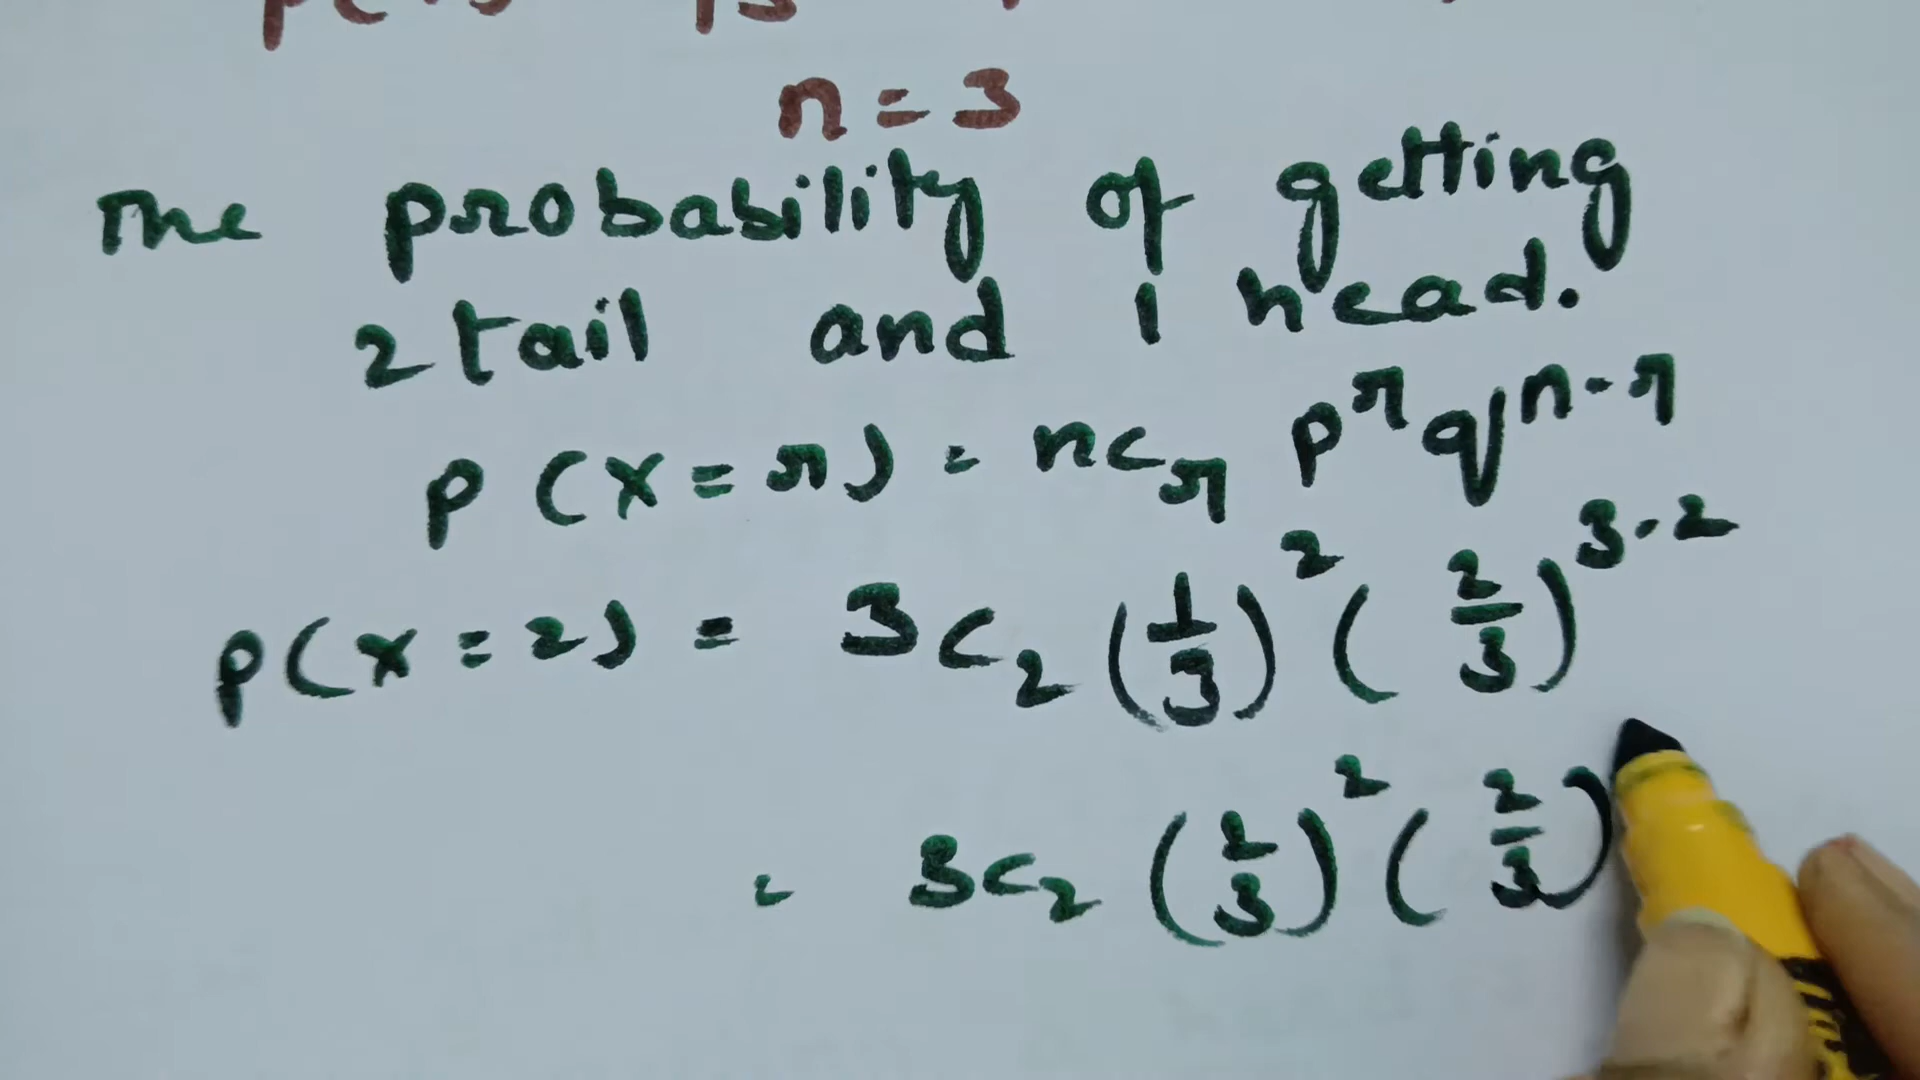 n = 3
The probability of getting
2 tail and 1 head.
P(X=r) = nCr p^r q^n-r
P(X=2) = 3C2 (1/3)^2 (2/3)^3-2
= 3C2 (2/3)^2 (2/3)